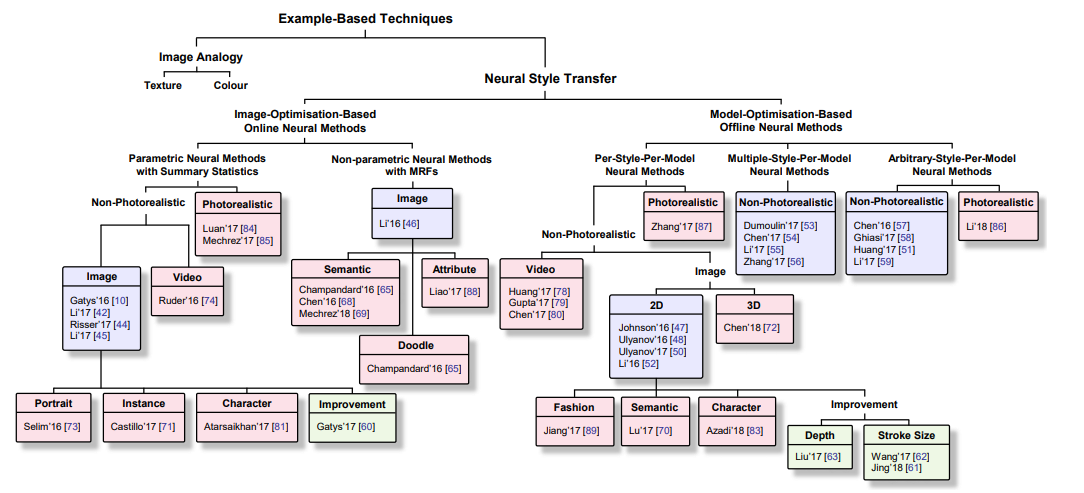 Example-Based Techniques
Image Analogy
Texture
Colour
Neural Style Transfer
Image-Optimisation-Based
Online Neural Methods
Model-Optimisation-Based
Offline Neural Methods
Parametric Neural Methods
with Summary Statistics
Non-parametric Neural Methods
with MRFs
Per-Style-Per-Model
Neural Methods
Multiple-Style-Per-Model
Neural Methods
Arbitrary-Style-Per-Model
Neural Methods
Non-Photorealistic
Photorealistic
Luan'17 [84]
Mechrez'17 [85]
Image
Li'16 [46]
Photorealistic
Zhang'17 [87]
Non-Photorealistic
Dumoulin'17 [53]
Chen'17 [54]
Li'17 [55]
Zhang'17 [56]
Non-Photorealistic
Chen'16 [57]
Ghiasi'17 [58]
Huang'17 [51]
Li'17 [59]
Photorealistic
Li'18 [86]
Non-Photorealistic
Image
Gatys'16 [10]
Li'17 [42]
Risser'17 [44]
Li'17 [45]
Video
Ruder'16 [74]
Semantic
Champandard'16 [65]
Chen'16 [68]
Mechrez'18 [69]
Attribute
Liao'17 [88]
Doodle
Champandard'16 [65]
Video
Huang'17 [78]
Gupta'17 [79]
Chen'17 [80]
Image
2D
Johnson'16 [47]
Ulyanov'16 [48]
Ulyanov'17 [50]
Li'16 [52]
3D
Chen'18 [72]
Portrait
Selim'16 [73]
Instance
Castillo'17 [71]
Character
Atarsaikhan'17 [81]
Improvement
Gatys'17 [60]
Fashion
Jiang'17 [89]
Semantic
Lu'17 [70]
Character
Azadi'18 [83]
Improvement
Depth
Liu'17 [63]
Stroke Size
Wang'17 [62]
Jing'18 [61]